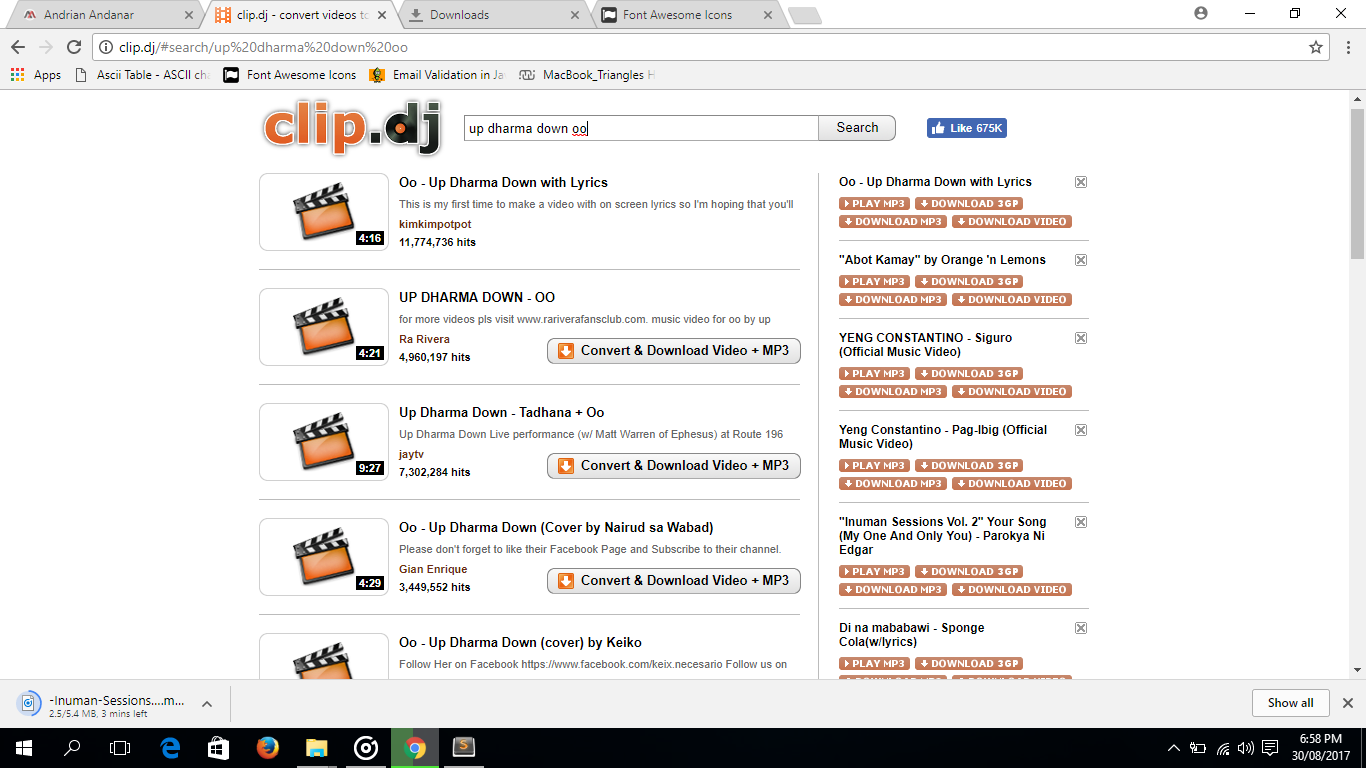 Andrian Andanar
clip.dj - convert videos to
Downloads
Font Awesome Icons
clip.dj/#search/up%20dharma%20down%20oo
Apps
Ascii Table - ASCII cha
Font Awesome Icons
Email Validation in Ja
MacBook_Triangles H
clip.dj
up dharma down oo
Search
Like 675K
Oo - Up Dharma Down with Lyrics
This is my first time to make a video with on screen lyrics so I'm hoping that you'll
kimkimpotpot
11,774,736 hits
4:16
UP DHARMA DOWN - OO
for more videos pls visit www.rariverafansclub.com. music video for oo by up
Ra Rivera
4,960,197 hits
4:21
Convert & Download Video + MP3
Up Dharma Down - Tadhana + Oo
Up Dharma Down Live performance (w/ Matt Warren of Ephesus) at Route 196
jaytv
7,302,284 hits
9:27
Convert & Download Video + MP3
Oo - Up Dharma Down (Cover by Nairud sa Wabad)
Please don't forget to like their Facebook Page and Subscribe to their channel.
Gian Enrique
3,449,552 hits
4:29
Convert & Download Video + MP3
Oo - Up Dharma Down (cover) by Keiko
Follow Her on Facebook https://www.facebook.com/keix.necesario Follow us on
Oo - Up Dharma Down with Lyrics
PLAY MP3 DOWNLOAD 3GP
DOWNLOAD MP3 DOWNLOAD VIDEO
"Abot Kamay" by Orange 'n Lemons
PLAY MP3 DOWNLOAD 3GP
DOWNLOAD MP3 DOWNLOAD VIDEO
YENG CONSTANTINO - Siguro
(Official Music Video)
PLAY MP3 DOWNLOAD 3GP
DOWNLOAD MP3 DOWNLOAD VIDEO
Yeng Constantino - Pag-Ibig (Official
Music Video)
PLAY MP3 DOWNLOAD 3GP
DOWNLOAD MP3 DOWNLOAD VIDEO
"Inuman Sessions Vol. 2" Your Song
(My One And Only You) - Parokya Ni
Edgar
PLAY MP3 DOWNLOAD 3GP
DOWNLOAD MP3 DOWNLOAD VIDEO
Di na mababawi - Sponge
Cola(w/lyrics)
PLAY MP3 DOWNLOAD 3GP
-Inuman-Sessions....m...
2.5/5.4 MB, 3 mins left
Show all
6:58 PM
30/08/2017